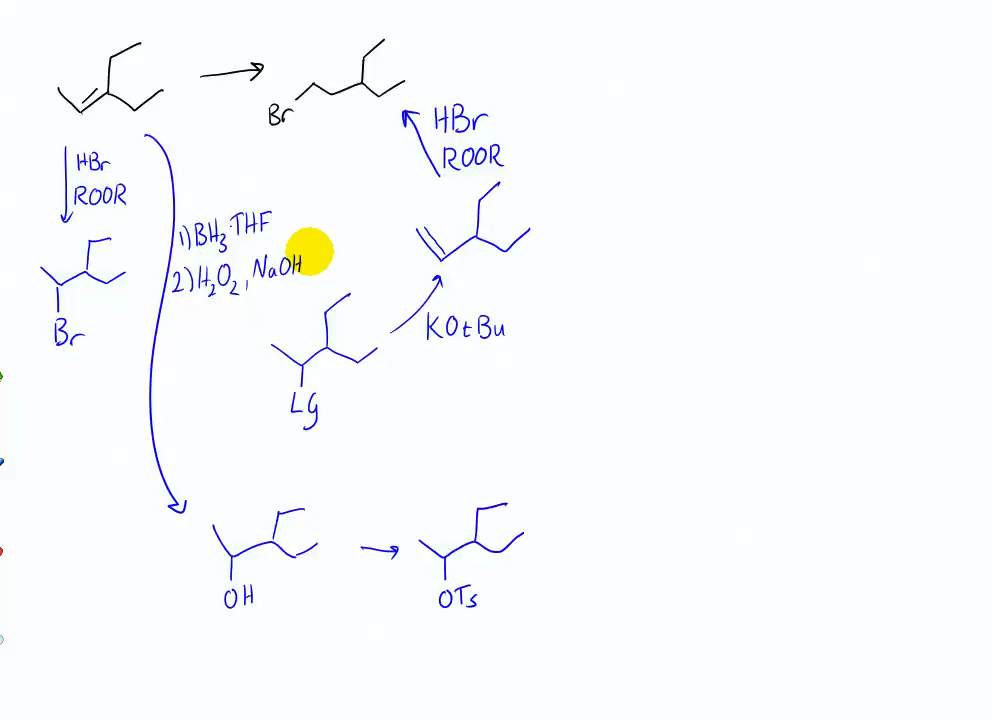 Br
HBr
ROOR
HBr
ROOR
1)BH₃·THF
2)H₂O₂, NaOH
Br
KOtBu
LG
OH
OTs